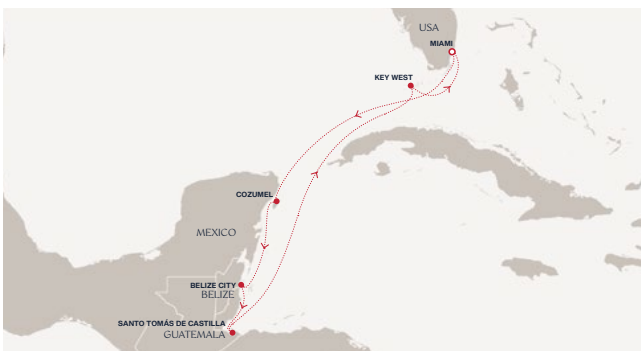 USA
MIAMI
KEY WEST
COZUMEL
MEXICO
BELIZE CITY
BELIZE
SANTO TOMÁS DE CASTILLA
GUATEMALA